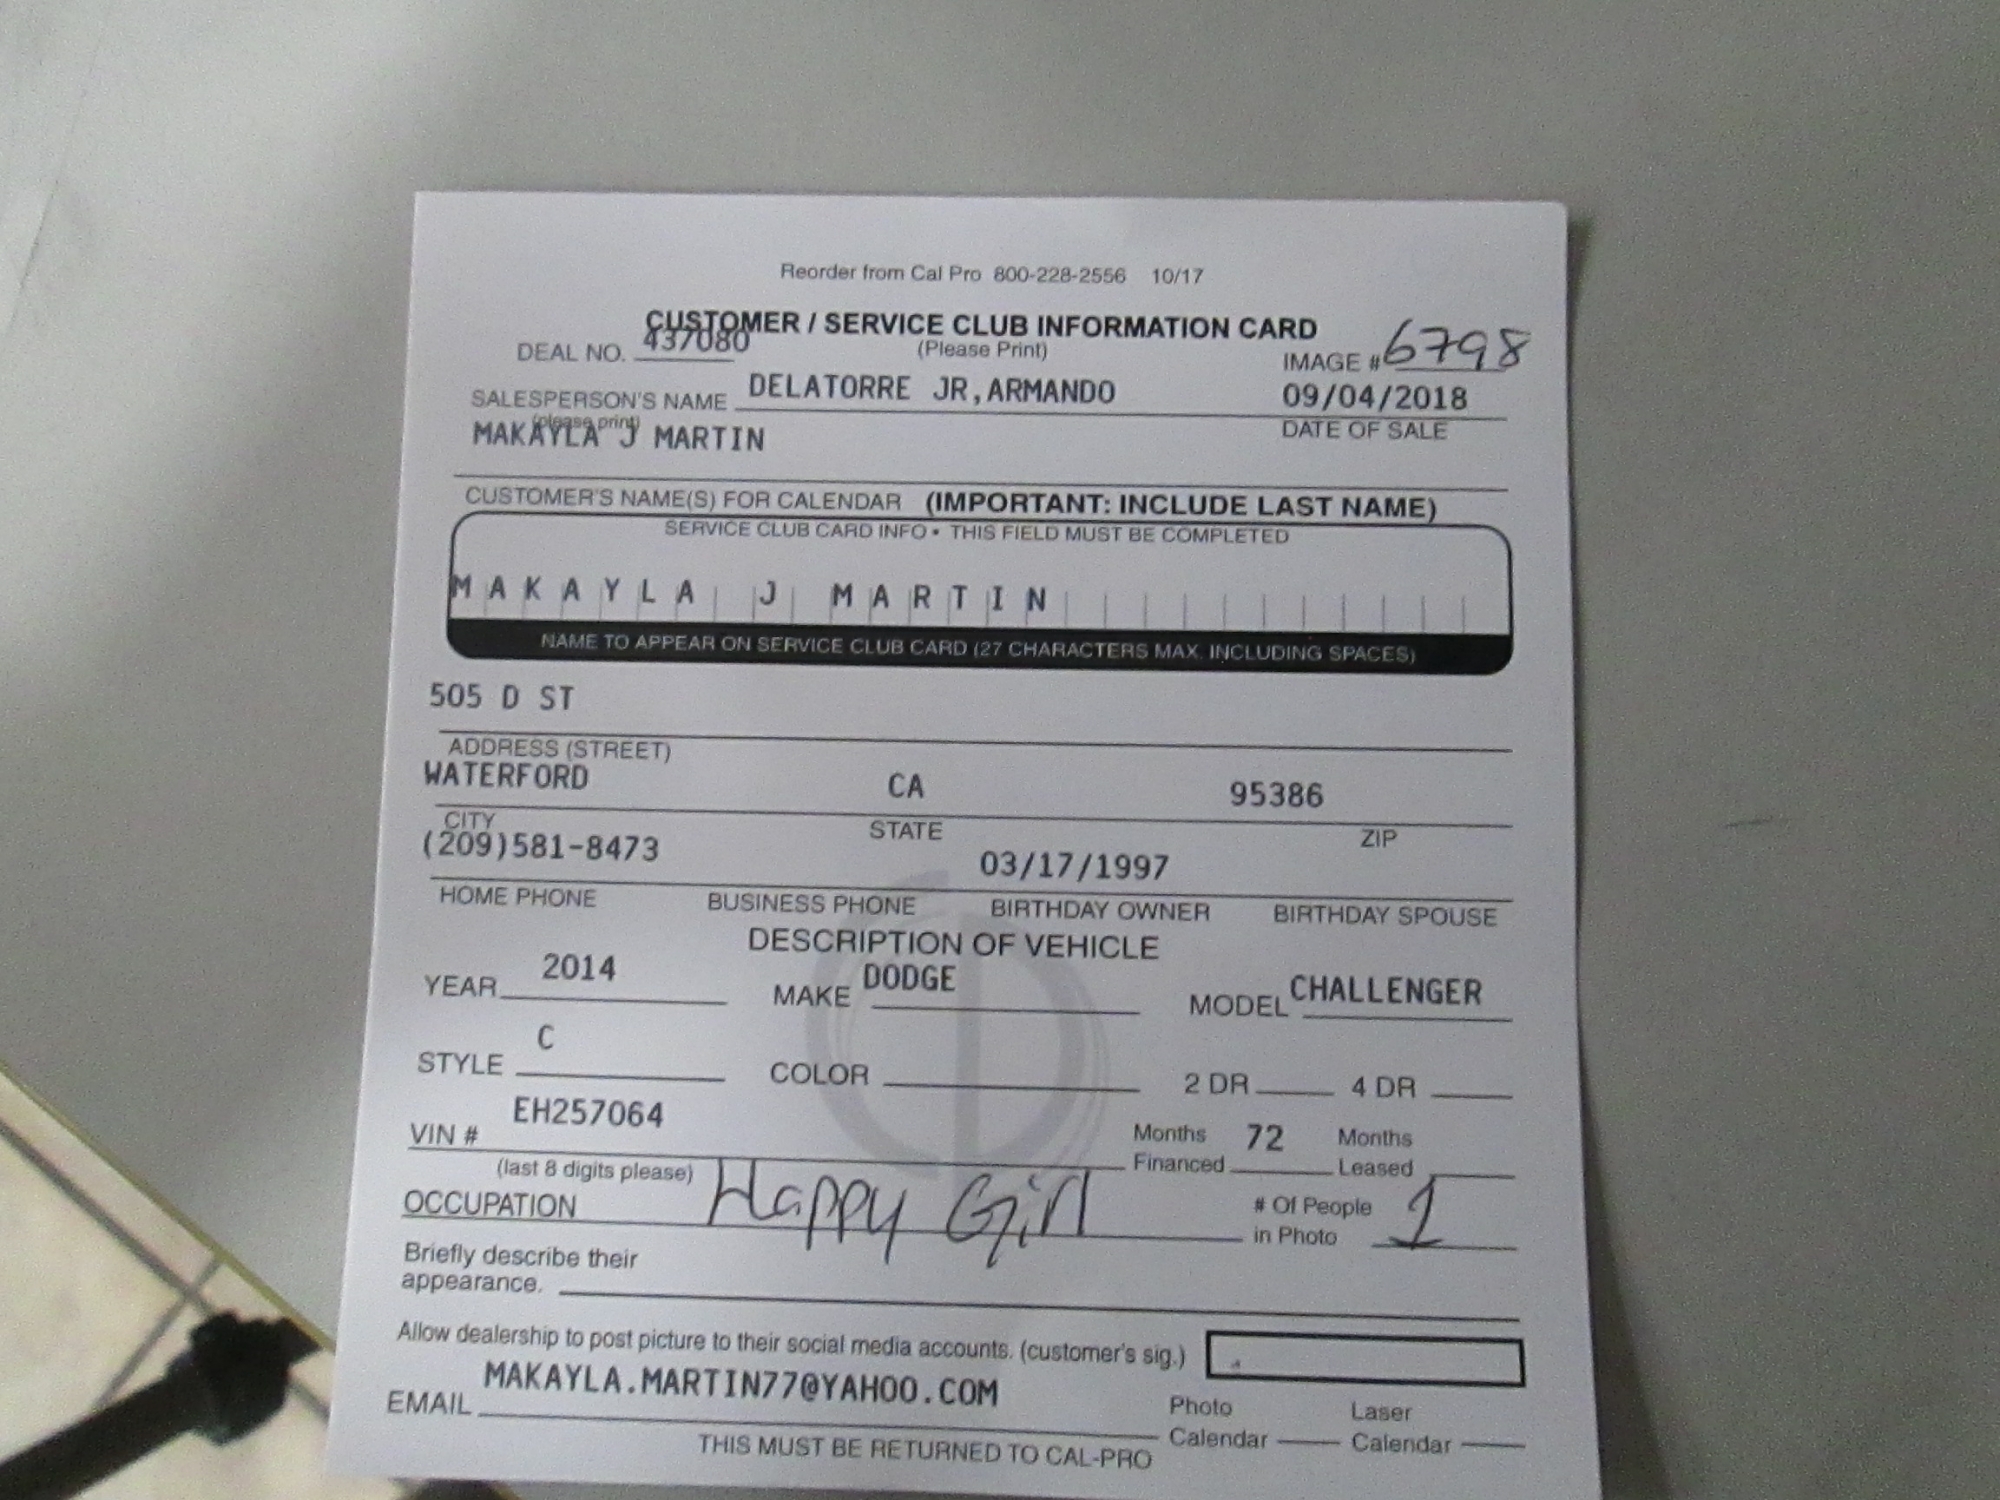 Reorder from Cal Pro 800-228-2556 10/17
CUSTOMER / SERVICE CLUB INFORMATION CARD
DEAL NO. 437080 (Please Print) IMAGE # 6798
SALESPERSON'S NAME DELATORRE JR,ARMANDO 09/04/2018
(please print) DATE OF SALE
MAKAYLA J MARTIN
CUSTOMER'S NAME(S) FOR CALENDAR (IMPORTANT: INCLUDE LAST NAME)
SERVICE CLUB CARD INFO • THIS FIELD MUST BE COMPLETED
MAKAYLA J MARTIN
NAME TO APPEAR ON SERVICE CLUB CARD (27 CHARACTERS MAX. INCLUDING SPACES)
505 D ST
ADDRESS (STREET)
WATERFORD CA 95386
CITY STATE ZIP
(209)581-8473 03/17/1997
HOME PHONE BUSINESS PHONE BIRTHDAY OWNER BIRTHDAY SPOUSE
DESCRIPTION OF VEHICLE
YEAR 2014 MAKE DODGE MODEL CHALLENGER
STYLE C COLOR 2 DR 4 DR
VIN # EH257064 Months Financed 72 Months Leased
(last 8 digits please)
OCCUPATION Happy Girl # Of People in Photo 1
Briefly describe their
appearance.
Allow dealership to post picture to their social media accounts. (customer's sig.)
EMAIL MAKAYLA.MARTIN77@YAHOO.COM Photo Calendar Laser Calendar
THIS MUST BE RETURNED TO CAL-PRO